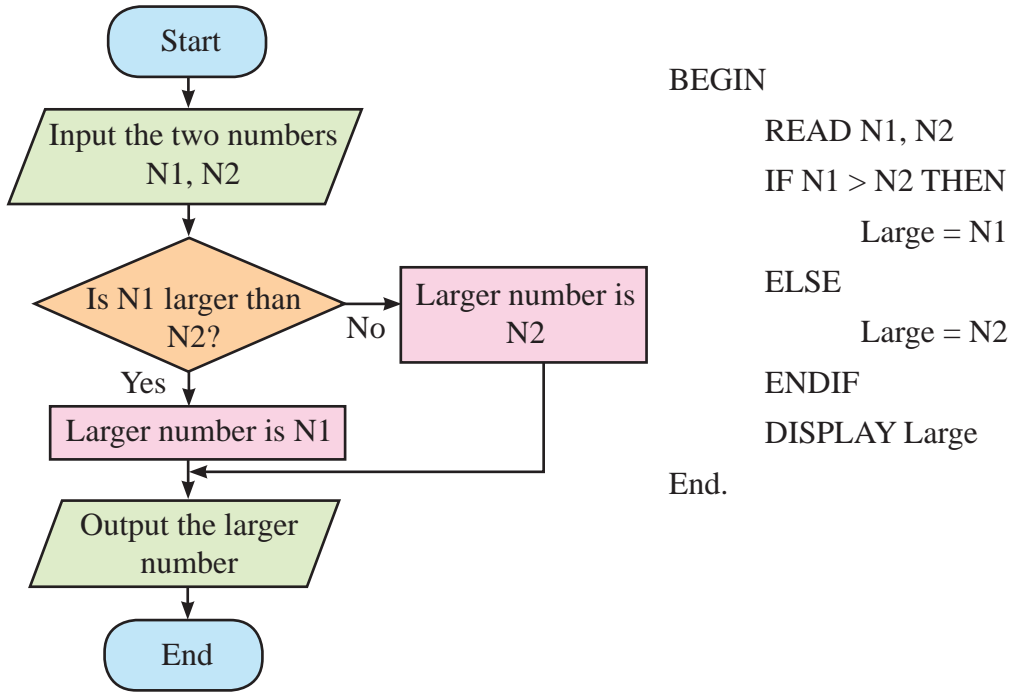 Start
Input the two numbers
N1, N2
Is N1 larger than
N2?
No
Larger number is
N2
Yes
Larger number is N1
Output the larger
number
End
BEGIN
READ N1, N2
IF N1 > N2 THEN
Large = N1
ELSE
Large = N2
ENDIF
DISPLAY Large
End.